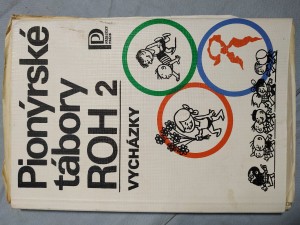 Pionýrské
tábory
ROH 2
VYCHÁZKY